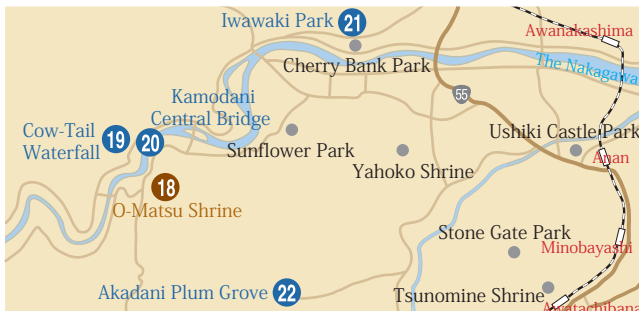 Iwawaki Park 21
Awanakashima
Cherry Bank Park
The Nakagawa
Kamodani
Central Bridge
55
Cow-Tail
Waterfall 19
20
Sunflower Park
Ushiki Castle Park
Anan
Yahoko Shrine
18
O-Matsu Shrine
Stone Gate Park
Minobayashi
Akadani Plum Grove 22
Tsunomine Shrine
Awatachibana